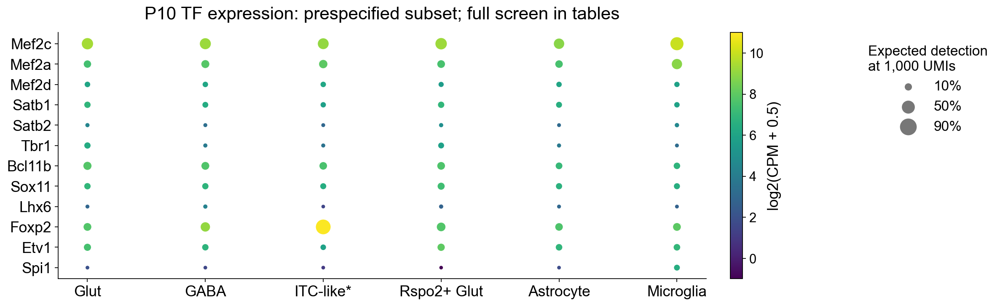 P10 TF expression: prespecified subset; full screen in tables
Mef2c
Mef2a
Mef2d
Satb1
Satb2
Tbr1
Bcl11b
Sox11
Lhx6
Foxp2
Etv1
Spi1
Glut
GABA
ITC-like*
Rspo2+ Glut
Astrocyte
Microglia
10
8
6
4
2
0
log2(CPM + 0.5)
Expected detection
at 1,000 UMIs
10%
50%
90%